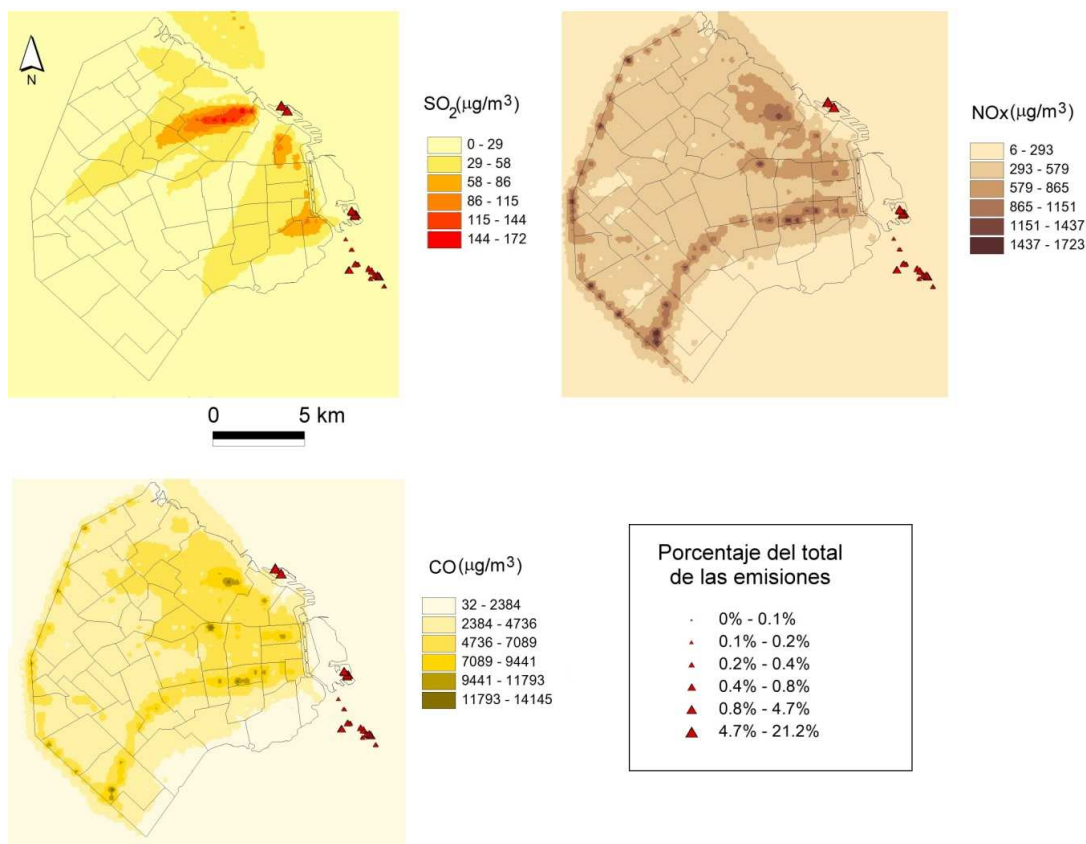 N
SO2(μg/m3)
0 - 29
29 - 58
58 - 86
86 - 115
115 - 144
144 - 172
NOx(μg/m3)
6 - 293
293 - 579
579 - 865
865 - 1151
1151 - 1437
1437 - 1723
0 5 km
CO(μg/m3)
32 - 2384
2384 - 4736
4736 - 7089
7089 - 9441
9441 - 11793
11793 - 14145
Porcentaje del total
de las emisiones
0% - 0.1%
0.1% - 0.2%
0.2% - 0.4%
0.4% - 0.8%
0.8% - 4.7%
4.7% - 21.2%